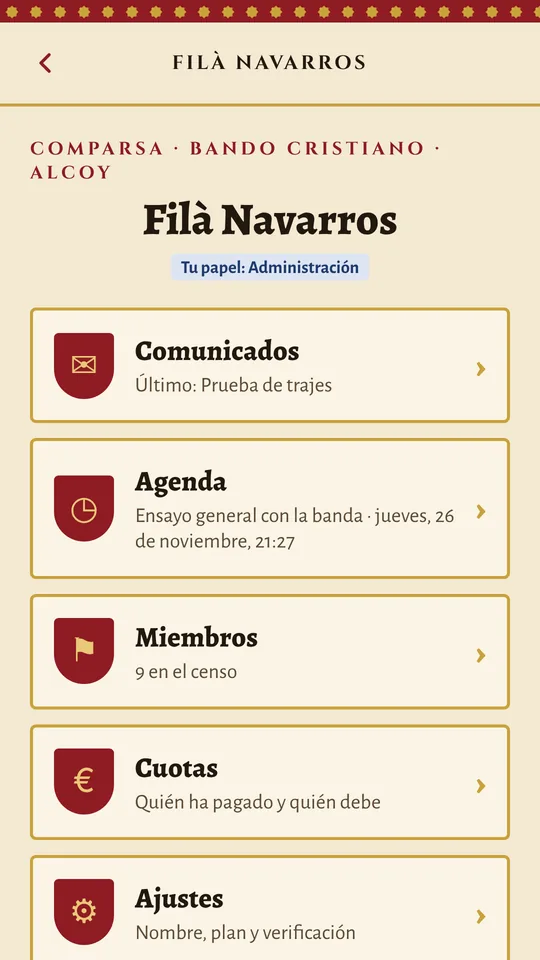 FILÀ NAVARROS
COMPARSA · BANDO CRISTIANO ·
ALCOY
Filà Navarros
Tu papel: Administración
Comunicados
Último: Prueba de trajes
Agenda
Ensayo general con la banda · jueves, 26
de noviembre, 21:27
Miembros
9 en el censo
€
Cuotas
Quién ha pagado y quién debe
Ajustes
Nombre, plan y verificación